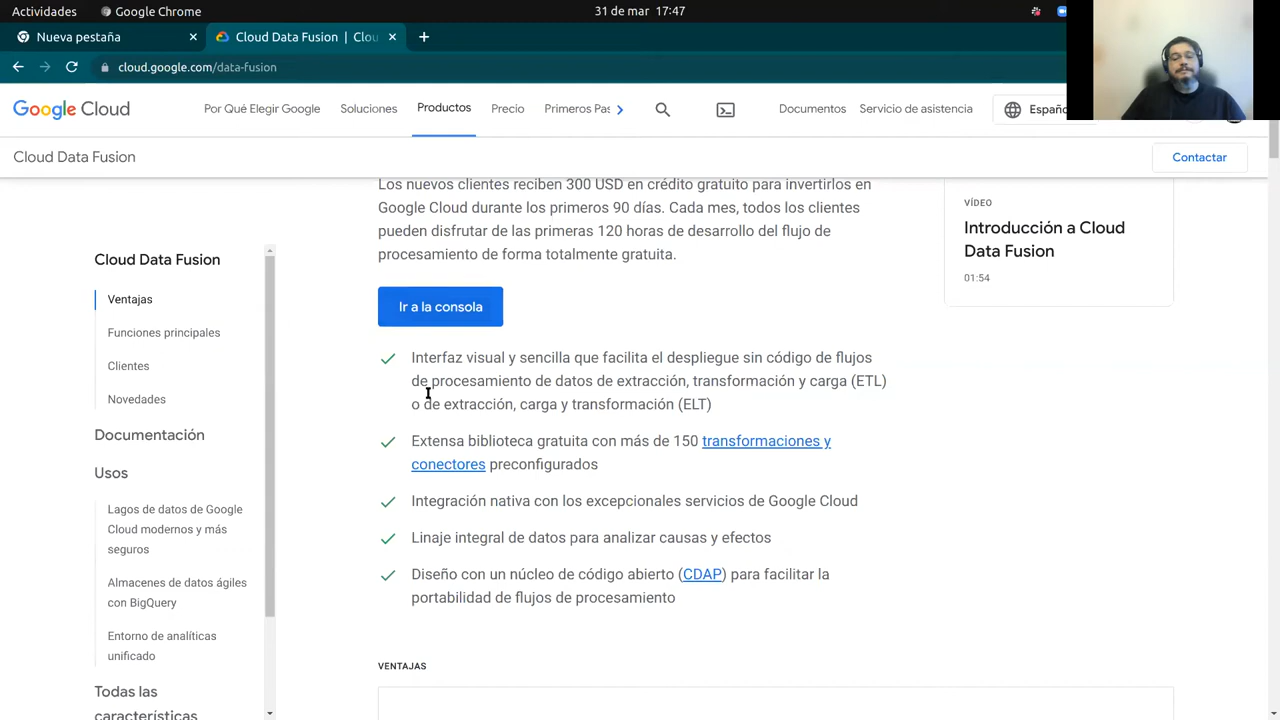 Actividades
Google Chrome
31 de mar 17:47
Nueva pestaña
Cloud Data Fusion | Clou
cloud.google.com/data-fusion
Google Cloud
Por Qué Elegir Google
Soluciones
Productos
Precio
Primeros Pas
Documentos
Servicio de asistencia
Español
Cloud Data Fusion
Contactar
Los nuevos clientes reciben 300 USD en crédito gratuito para invertirlos en
Google Cloud durante los primeros 90 días. Cada mes, todos los clientes
pueden disfrutar de las primeras 120 horas de desarrollo del flujo de
procesamiento de forma totalmente gratuita.
VÍDEO
Introducción a Cloud
Data Fusion
01:54
Cloud Data Fusion
Ventajas
Funciones principales
Clientes
Novedades
Documentación
Usos
Lagos de datos de Google
Cloud modernos y más
seguros
Almacenes de datos ágiles
con BigQuery
Entorno de analíticas
unificado
Todas las
características
Ir a la consola
Interfaz visual y sencilla que facilita el despliegue sin código de flujos
de procesamiento de datos de extracción, transformación y carga (ETL)
o de extracción, carga y transformación (ELT)
Extensa biblioteca gratuita con más de 150 transformaciones y
conectores preconfigurados
Integración nativa con los excepcionales servicios de Google Cloud
Linaje integral de datos para analizar causas y efectos
Diseño con un núcleo de código abierto (CDAP) para facilitar la
portabilidad de flujos de procesamiento
VENTAJAS